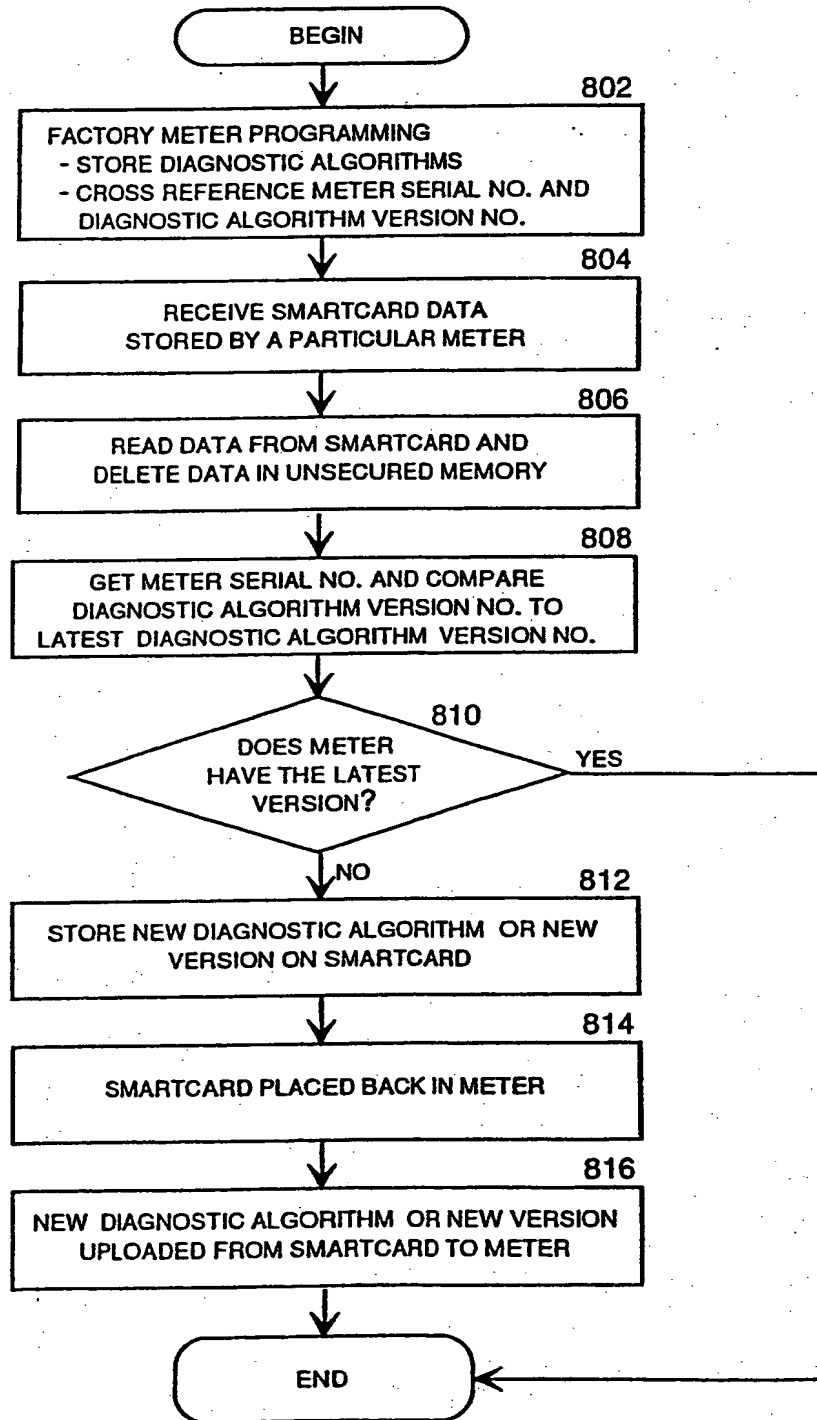 BEGIN
802
FACTORY METER PROGRAMMING
- STORE DIAGNOSTIC ALGORITHMS
- CROSS REFERENCE METER SERIAL NO. AND
DIAGNOSTIC ALGORITHM VERSION NO.
804
RECEIVE SMARTCARD DATA
STORED BY A PARTICULAR METER
806
READ DATA FROM SMARTCARD AND
DELETE DATA IN UNSECURED MEMORY
808
GET METER SERIAL NO. AND COMPARE
DIAGNOSTIC ALGORITHM VERSION NO. TO
LATEST DIAGNOSTIC ALGORITHM VERSION NO.
810
DOES METER
HAVE THE LATEST
VERSION?
YES
NO
812
STORE NEW DIAGNOSTIC ALGORITHM OR NEW
VERSION ON SMARTCARD
814
SMARTCARD PLACED BACK IN METER
816
NEW DIAGNOSTIC ALGORITHM OR NEW VERSION
UPLOADED FROM SMARTCARD TO METER
END